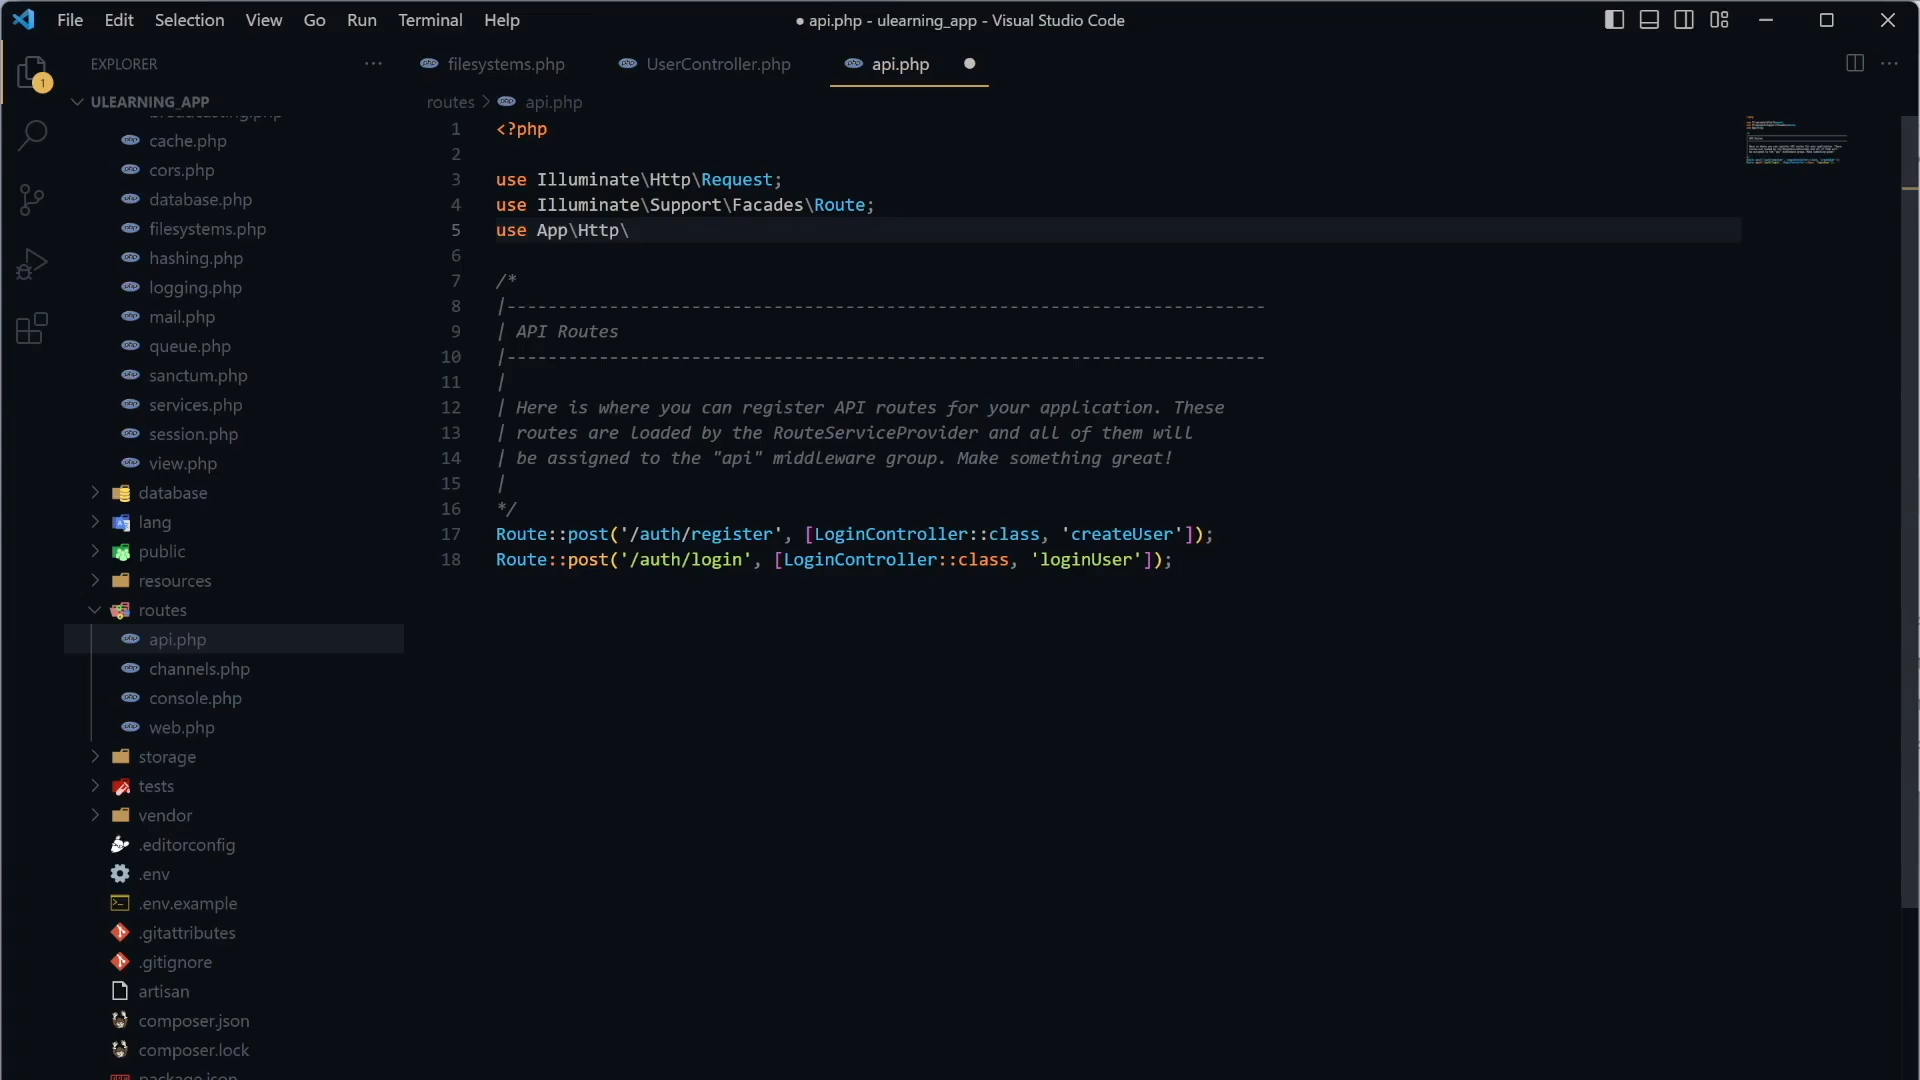 File Edit Selection View Go Run Terminal Help
● api.php - ulearning_app - Visual Studio Code
1
EXPLORER
ULEARNING_APP
broadcasting.php
cache.php
cors.php
database.php
filesystems.php
hashing.php
logging.php
mail.php
queue.php
sanctum.php
services.php
session.php
view.php
database
lang
public
resources
routes
api.php
channels.php
console.php
web.php
storage
tests
vendor
.editorconfig
.env
.env.example
.gitattributes
.gitignore
artisan
composer.json
composer.lock
package.json
filesystems.php UserController.php api.php
routes > api.php
1 <?php
2
3 use Illuminate\Http\Request;
4 use Illuminate\Support\Facades\Route;
5 use App\Http\
6
7 /*
8 |--------------------------------------------------------------------------
9 | API Routes
10 |--------------------------------------------------------------------------
11 |
12 | Here is where you can register API routes for your application. These
13 | routes are loaded by the RouteServiceProvider and all of them will
14 | be assigned to the "api" middleware group. Make something great!
15 |
16 */
17 Route::post('/auth/register', [LoginController::class, 'createUser']);
18 Route::post('/auth/login', [LoginController::class, 'loginUser']);